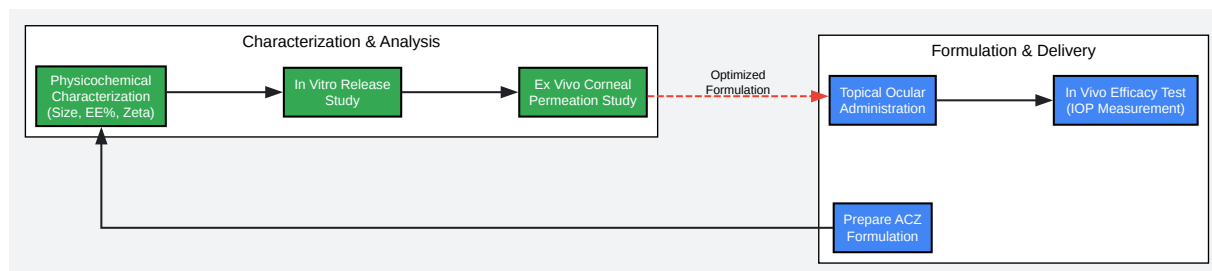 Characterization & Analysis
Physicochemical
Characterization
(Size, EE%, Zeta)
In Vitro Release
Study
Ex Vivo Corneal
Permeation Study
Optimized
Formulation
Formulation & Delivery
Topical Ocular
Administration
In Vivo Efficacy Test
(IOP Measurement)
Prepare ACZ
Formulation